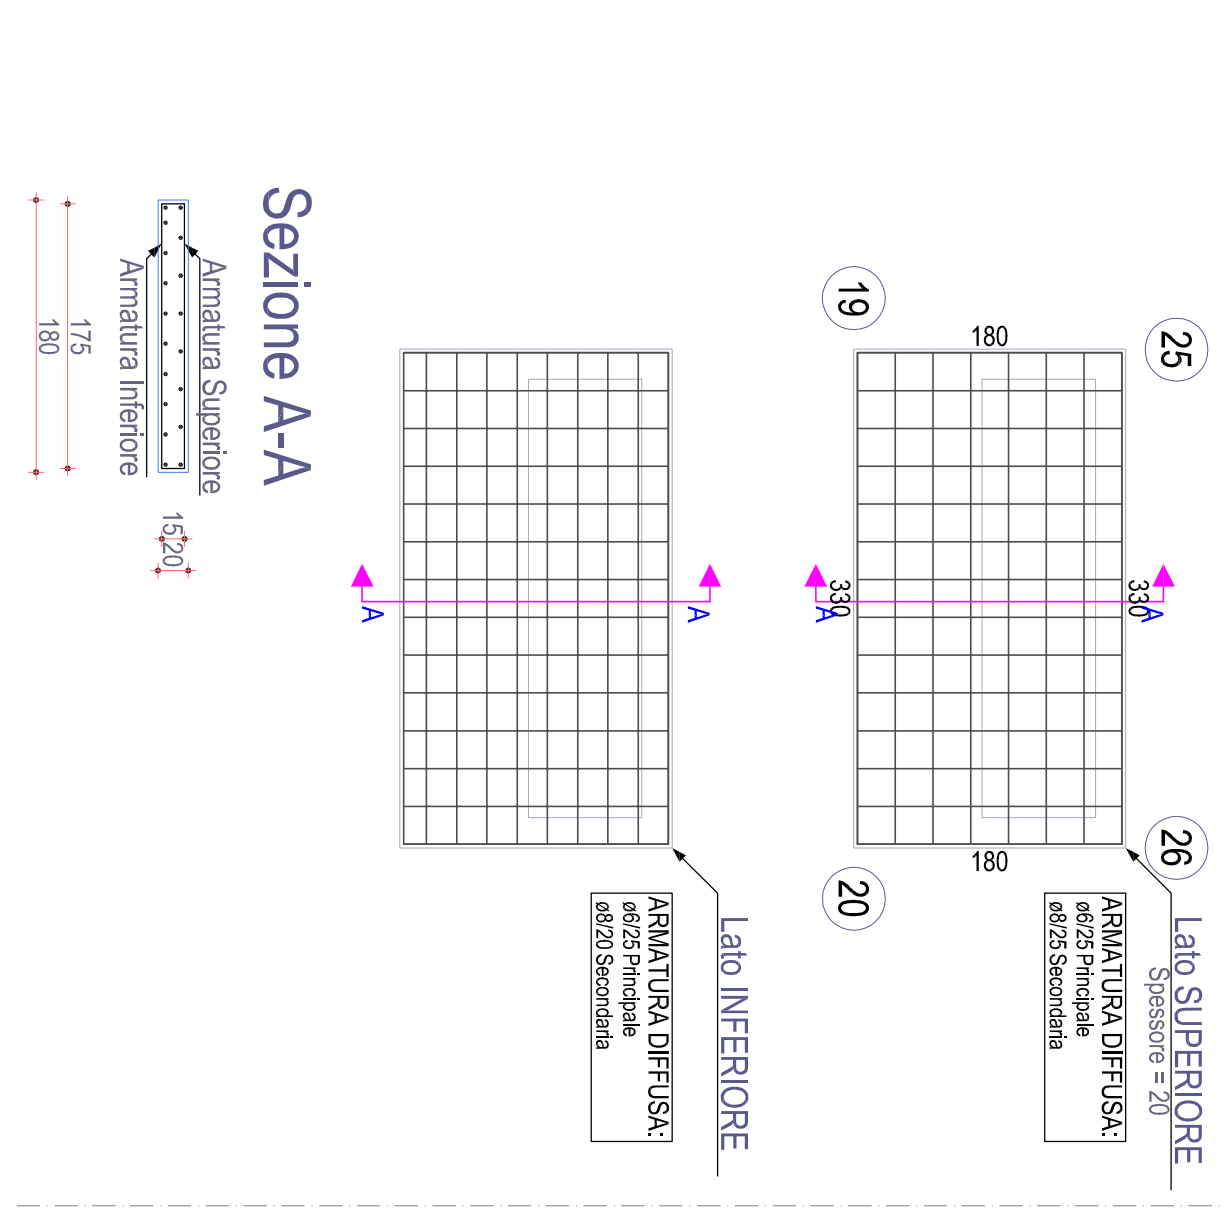 25
26
19
20
180
180
330
330
A
A
Lato SUPERIORE
Spessore = 20
ARMATURA DIFFUSA:
ø6/25 Principale
ø8/25 Secondaria
A
A
Lato INFERIORE
ARMATURA DIFFUSA:
ø6/25 Principale
ø8/20 Secondaria
Sezione A-A
Armatura Superiore
15
20
Armatura Inferiore
175
180